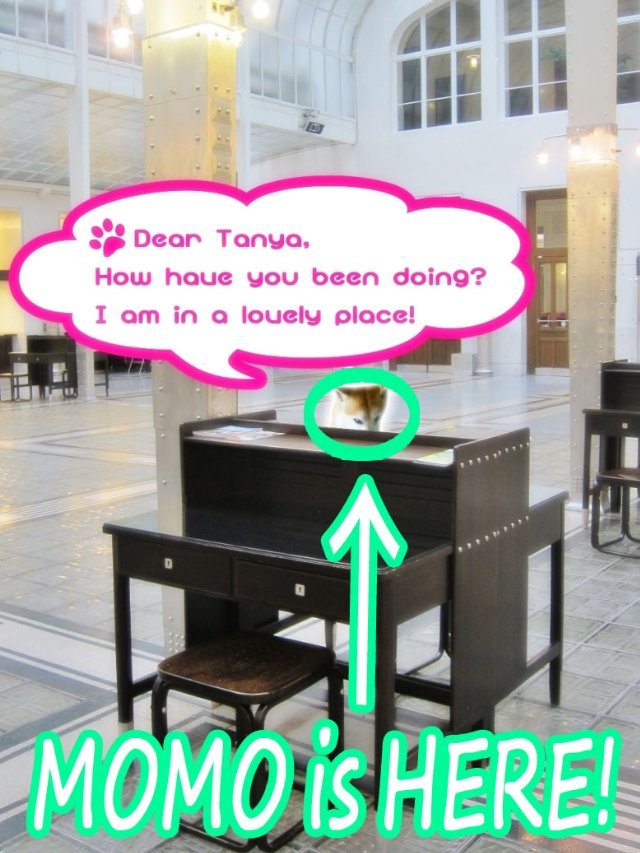 Dear Tanya,
How have you been doing?
I am in a lovely place!
MOMO is HERE!